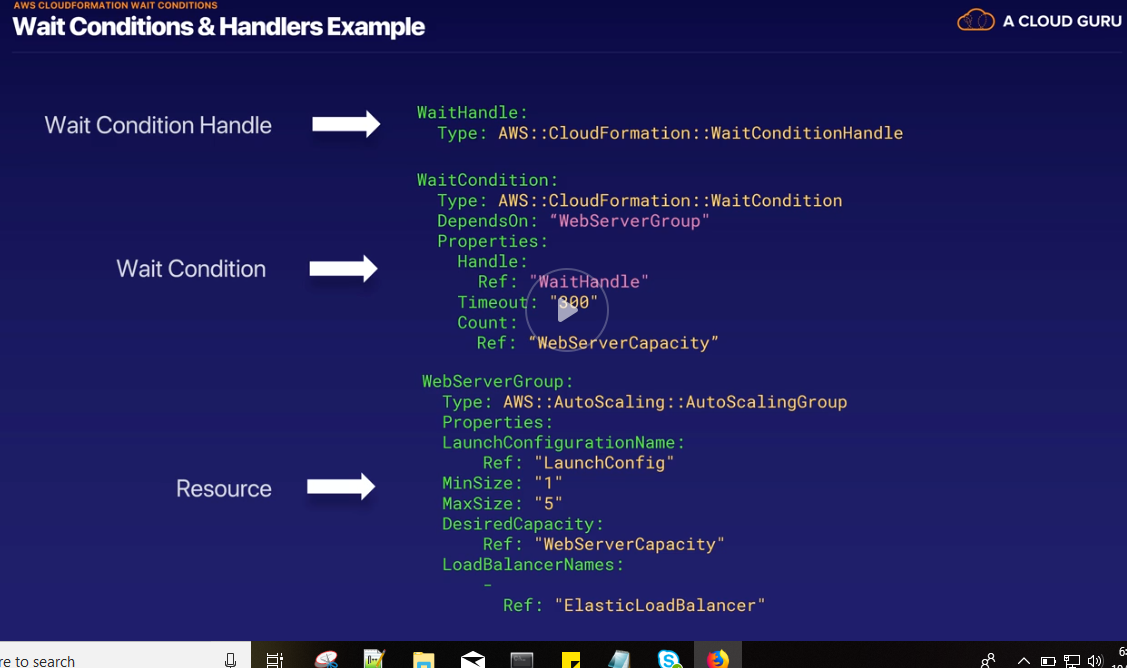 AWS CLOUDFORMATION WAIT CONDITIONS
Wait Conditions & Handlers Example
A CLOUD GURU
Wait Condition Handle
WaitHandle:
Type: AWS::CloudFormation::WaitConditionHandle
Wait Condition
WaitCondition:
Type: AWS::CloudFormation::WaitCondition
DependsOn: “WebServerGroup"
Properties:
Handle:
Ref: "WaitHandle"
Timeout: "300"
Count:
Ref: “WebServerCapacity”
Resource
WebServerGroup:
Type: AWS::AutoScaling::AutoScalingGroup
Properties:
LaunchConfigurationName:
Ref: "LaunchConfig"
MinSize: "1"
MaxSize: "5"
DesiredCapacity:
Ref: "WebServerCapacity"
LoadBalancerNames:
-
Ref: "ElasticLoadBalancer"
re to search